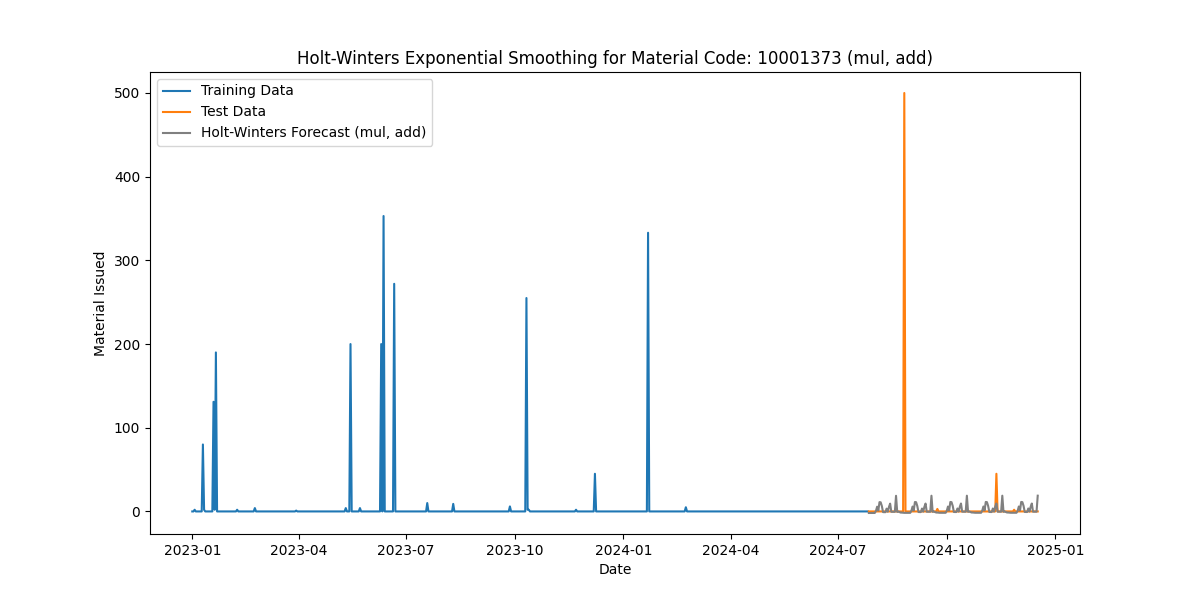 Holt-Winters Exponential Smoothing for Material Code: 10001373 (mul, add)
Training Data
Test Data
Holt-Winters Forecast (mul, add)
Material Issued
500
400
300
200
100
0
2023-01 2023-04 2023-07 2023-10 2024-01 2024-04 2024-07 2024-10 2025-01
Date